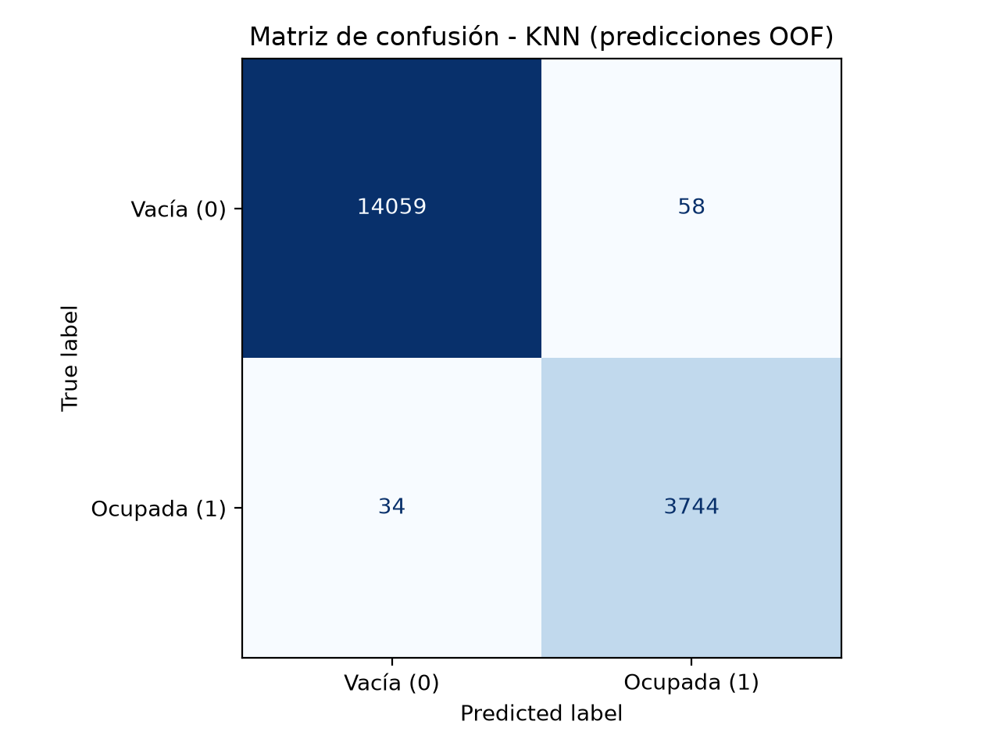 Matriz de confusión - KNN (predicciones OOF)
Vacía (0)
14059
58
True label
Ocupada (1)
34
3744
Vacía (0)
Ocupada (1)
Predicted label